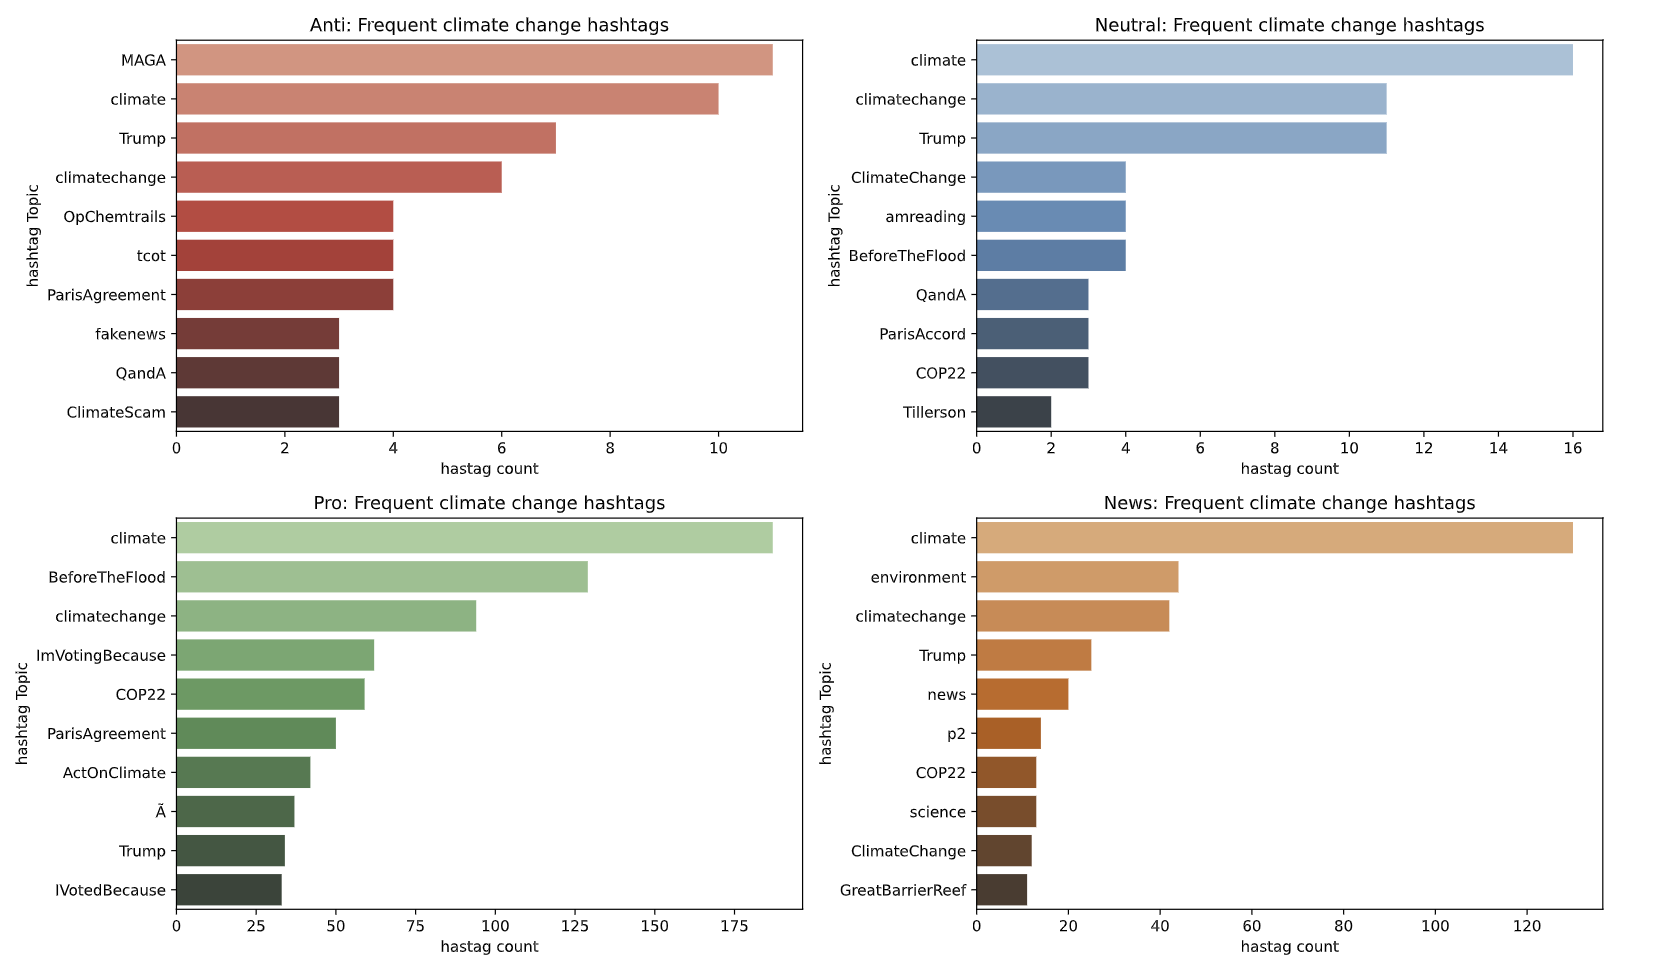 Anti: Frequent climate change hashtags
hashtag Topic
MAGA
climate
Trump
climatechange
OpChemtrails
tcot
ParisAgreement
fakenews
QandA
ClimateScam
0 2 4 6 8 10
hastag count
Neutral: Frequent climate change hashtags
hashtag Topic
climate
climatechange
Trump
ClimateChange
amreading
BeforeTheFlood
QandA
ParisAccord
COP22
Tillerson
0 2 4 6 8 10 12 14 16
hastag count
Pro: Frequent climate change hashtags
hashtag Topic
climate
BeforeTheFlood
climatechange
ImVotingBecause
COP22
ParisAgreement
ActOnClimate
Ã
Trump
IVotedBecause
0 25 50 75 100 125 150 175
hastag count
News: Frequent climate change hashtags
hashtag Topic
climate
environment
climatechange
Trump
news
p2
COP22
science
ClimateChange
GreatBarrierReef
0 20 40 60 80 100 120
hastag count